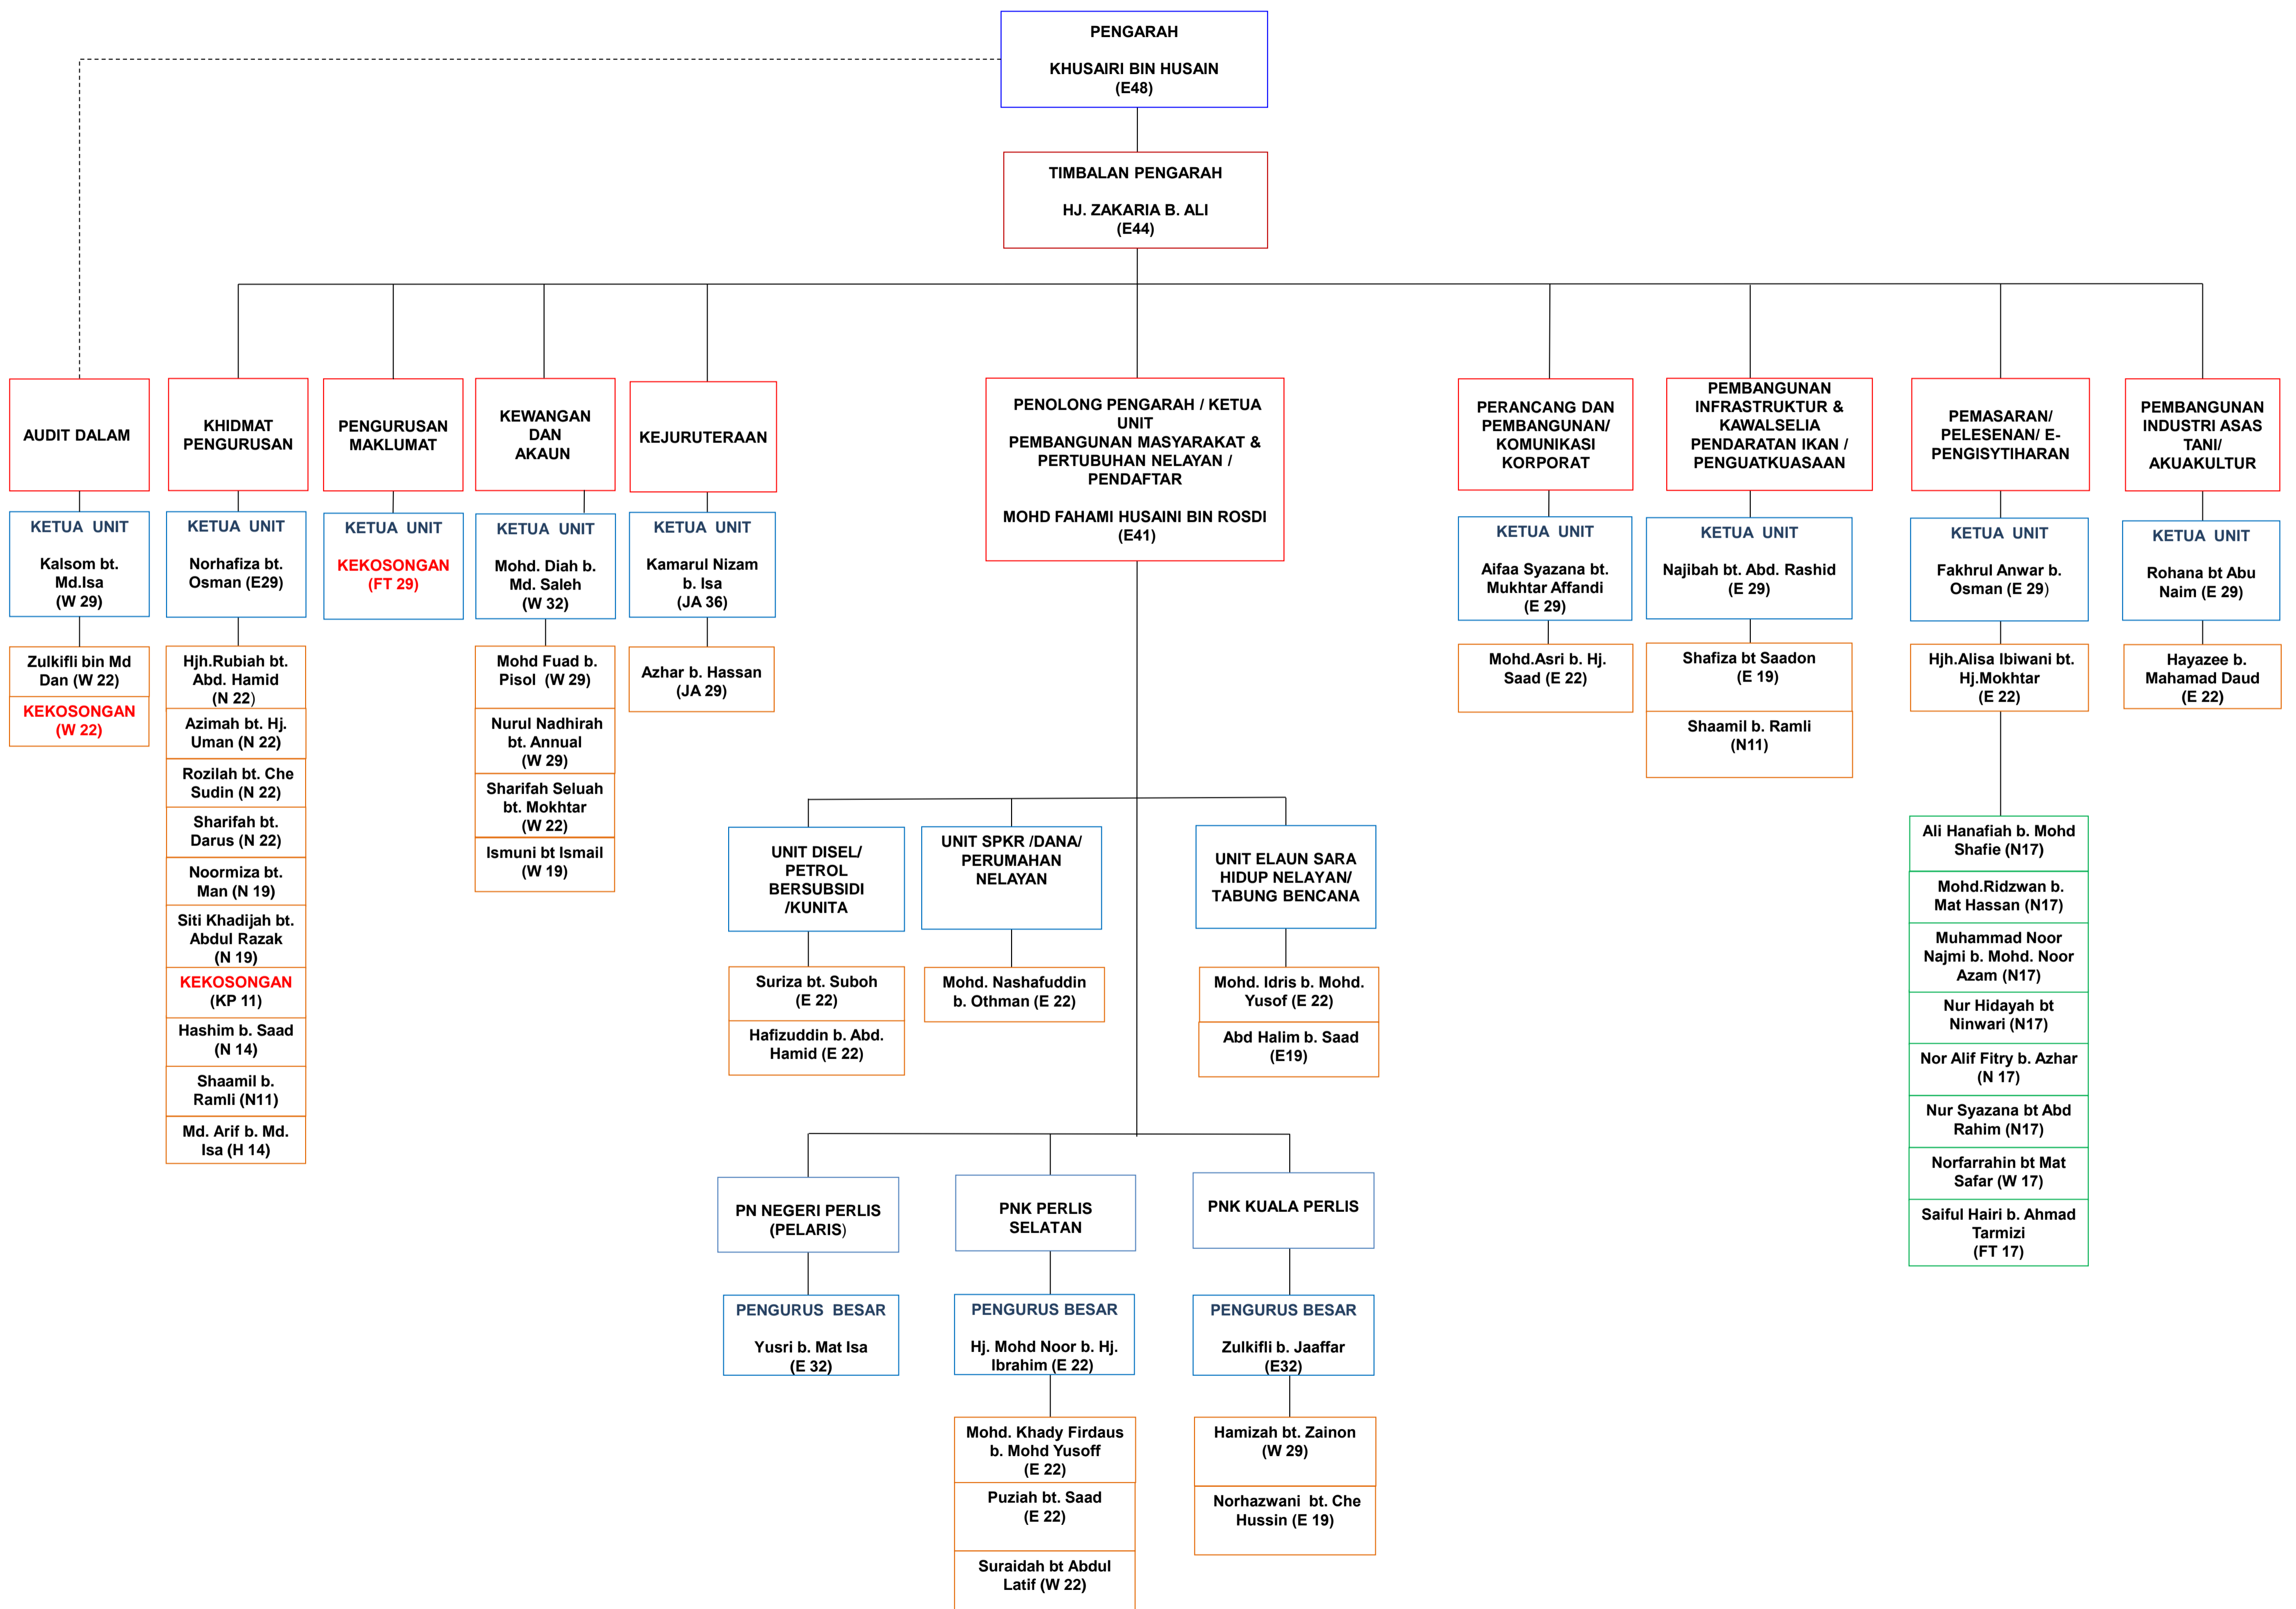 PENGARAH
KHUSAIRI BIN HUSAIN
(E48)
TIMBALAN PENGARAH
HJ. ZAKARIA B. ALI
(E44)
AUDIT DALAM
KETUA  UNIT
Kalsom bt.
Md.Isa
(W 29)
Zulkifli bin Md
Dan (W 22)
KEKOSONGAN
(W 22)
KHIDMAT
PENGURUSAN
KETUA  UNIT
Norhafiza bt.
Osman (E29)
Hjh.Rubiah bt.
Abd. Hamid
(N 22)
Azimah bt. Hj.
Uman (N 22)
Rozilah bt. Che
Sudin (N 22)
Sharifah bt.
Darus (N 22)
Noormiza bt.
Man (N 19)
Siti Khadijah bt.
Abdul Razak
(N 19)
KEKOSONGAN
(KP 11)
Hashim b. Saad
(N 14)
Shaamil b.
Ramli (N11)
Md. Arif b. Md.
Isa (H 14)
PENGURUSAN
MAKLUMAT
KETUA  UNIT
KEKOSONGAN
(FT 29)
KEWANGAN
DAN
AKAUN
KETUA  UNIT
Mohd. Diah b.
Md. Saleh
(W 32)
Mohd Fuad b.
Pisol  (W 29)
Nurul Nadhirah
bt. Annual
(W 29)
Sharifah Seluah
bt. Mokhtar
(W 22)
Ismuni bt Ismail
(W 19)
KEJURUTERAAN
KETUA  UNIT
Kamarul Nizam
b. Isa
(JA 36)
Azhar b. Hassan
(JA 29)
PENOLONG PENGARAH / KETUA
UNIT
PEMBANGUNAN MASYARAKAT &
PERTUBUHAN NELAYAN /
PENDAFTAR
MOHD FAHAMI HUSAINI BIN ROSDI
(E41)
UNIT DISEL/
PETROL
BERSUBSIDI
/KUNITA
Suriza bt. Suboh
(E 22)
Hafizuddin b. Abd.
Hamid (E 22)
UNIT SPKR /DANA/
PERUMAHAN
NELAYAN
Mohd. Nashafuddin
b. Othman (E 22)
UNIT ELAUN SARA
HIDUP NELAYAN/
TABUNG BENCANA
Mohd. Idris b. Mohd.
Yusof (E 22)
Abd Halim b. Saad
(E19)
PN NEGERI PERLIS
(PELARIS)
PENGURUS  BESAR
Yusri b. Mat Isa
(E 32)
PNK PERLIS
SELATAN
PENGURUS BESAR
Hj. Mohd Noor b. Hj.
Ibrahim (E 22)
Mohd. Khady Firdaus
b. Mohd Yusoff
(E 22)
Puziah bt. Saad
(E 22)
Suraidah bt Abdul
Latif (W 22)
PNK KUALA PERLIS
PENGURUS BESAR
Zulkifli b. Jaaffar
(E32)
Hamizah bt. Zainon
(W 29)
Norhazwani  bt. Che
Hussin (E 19)
PERANCANG DAN
PEMBANGUNAN/
KOMUNIKASI
KORPORAT
KETUA  UNIT
Aifaa Syazana bt.
Mukhtar Affandi
(E 29)
Mohd.Asri b. Hj.
Saad (E 22)
PEMBANGUNAN
INFRASTRUKTUR &
KAWALSELIA
PENDARATAN IKAN /
PENGUATKUASAAN
KETUA  UNIT
Najibah bt. Abd. Rashid
(E 29)
Shafiza bt Saadon
(E 19)
Shaamil b. Ramli
(N11)
PEMASARAN/
PELESENAN/ E-
PENGISYTIHARAN
KETUA  UNIT
Fakhrul Anwar b.
Osman (E 29)
Hjh.Alisa Ibiwani bt.
Hj.Mokhtar
(E 22)
Ali Hanafiah b. Mohd
Shafie (N17)
Mohd.Ridzwan b.
Mat Hassan (N17)
Muhammad Noor
Najmi b. Mohd. Noor
Azam (N17)
Nur Hidayah bt
Ninwari (N17)
Nor Alif Fitry b. Azhar
(N 17)
Nur Syazana bt Abd
Rahim (N17)
Norfarrahin bt Mat
Safar (W 17)
Saiful Hairi b. Ahmad
Tarmizi
(FT 17)
PEMBANGUNAN
INDUSTRI ASAS
TANI/
AKUAKULTUR
KETUA  UNIT
Rohana bt Abu
Naim (E 29)
Hayazee b.
Mahamad Daud
(E 22)